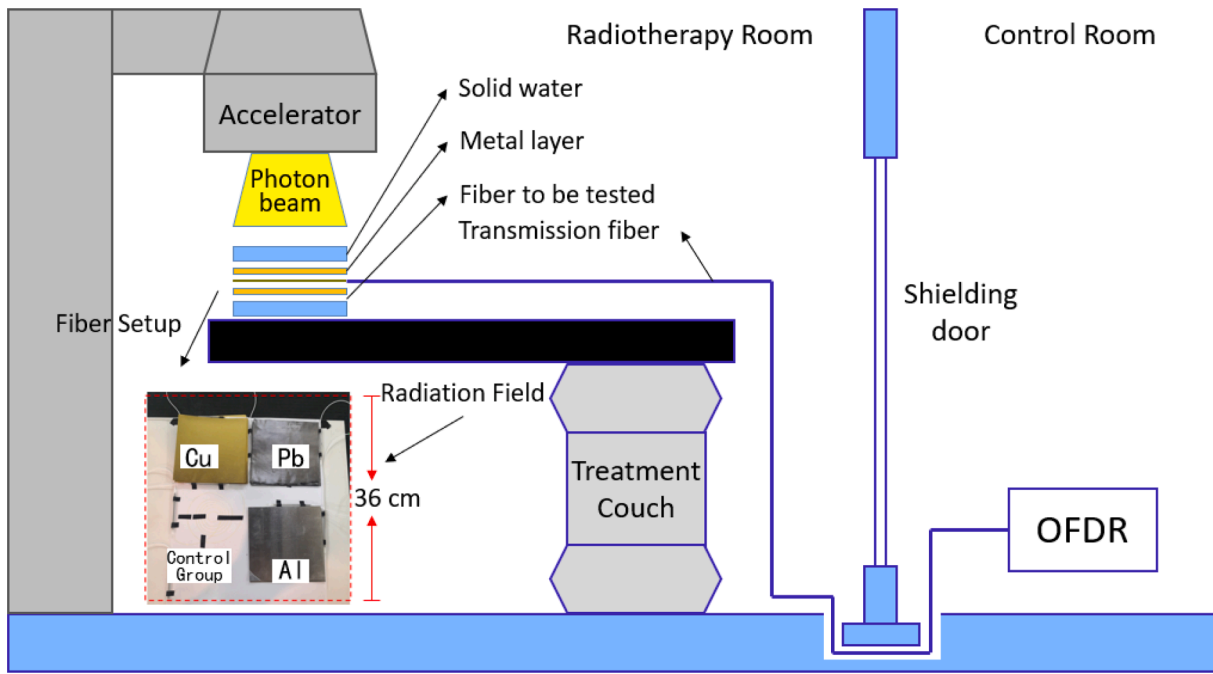 Radiotherapy Room
Control Room
Accelerator
Photon
beam
Solid water
Metal layer
Fiber to be tested
Transmission fiber
Fiber Setup
Shielding
door
Radiation Field
Cu
Pb
36 cm
Control
Group
Al
Treatment
Couch
OFDR